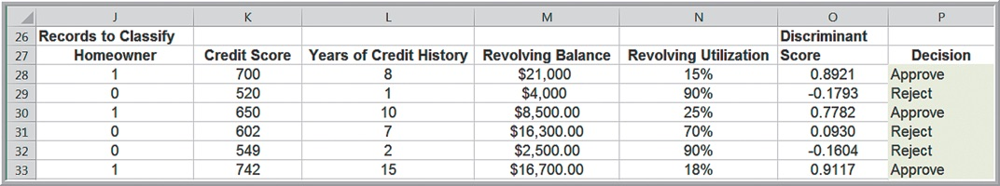 J K L M N O P
26 Records to Classify Discriminant
27 Homeowner Credit Score Years of Credit History Revolving Balance Revolving Utilization Score Decision
28 1 700 8 $21,000 15% 0.8921 Approve
29 0 520 1 $4,000 90% -0.1793 Reject
30 1 650 10 $8,500.00 25% 0.7782 Approve
31 0 602 7 $16,300.00 70% 0.0930 Reject
32 0 549 2 $2,500.00 90% -0.1604 Reject
33 1 742 15 $16,700.00 18% 0.9117 Approve